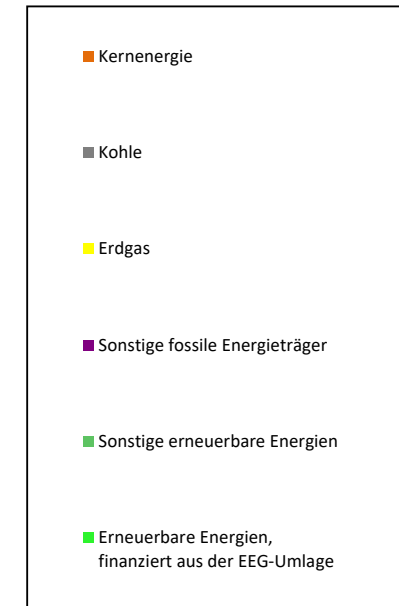 Kernenergie
Kohle
Erdgas
Sonstige fossile Energieträger
Sonstige erneuerbare Energien
Erneuerbare Energien,
finanziert aus der EEG-Umlage